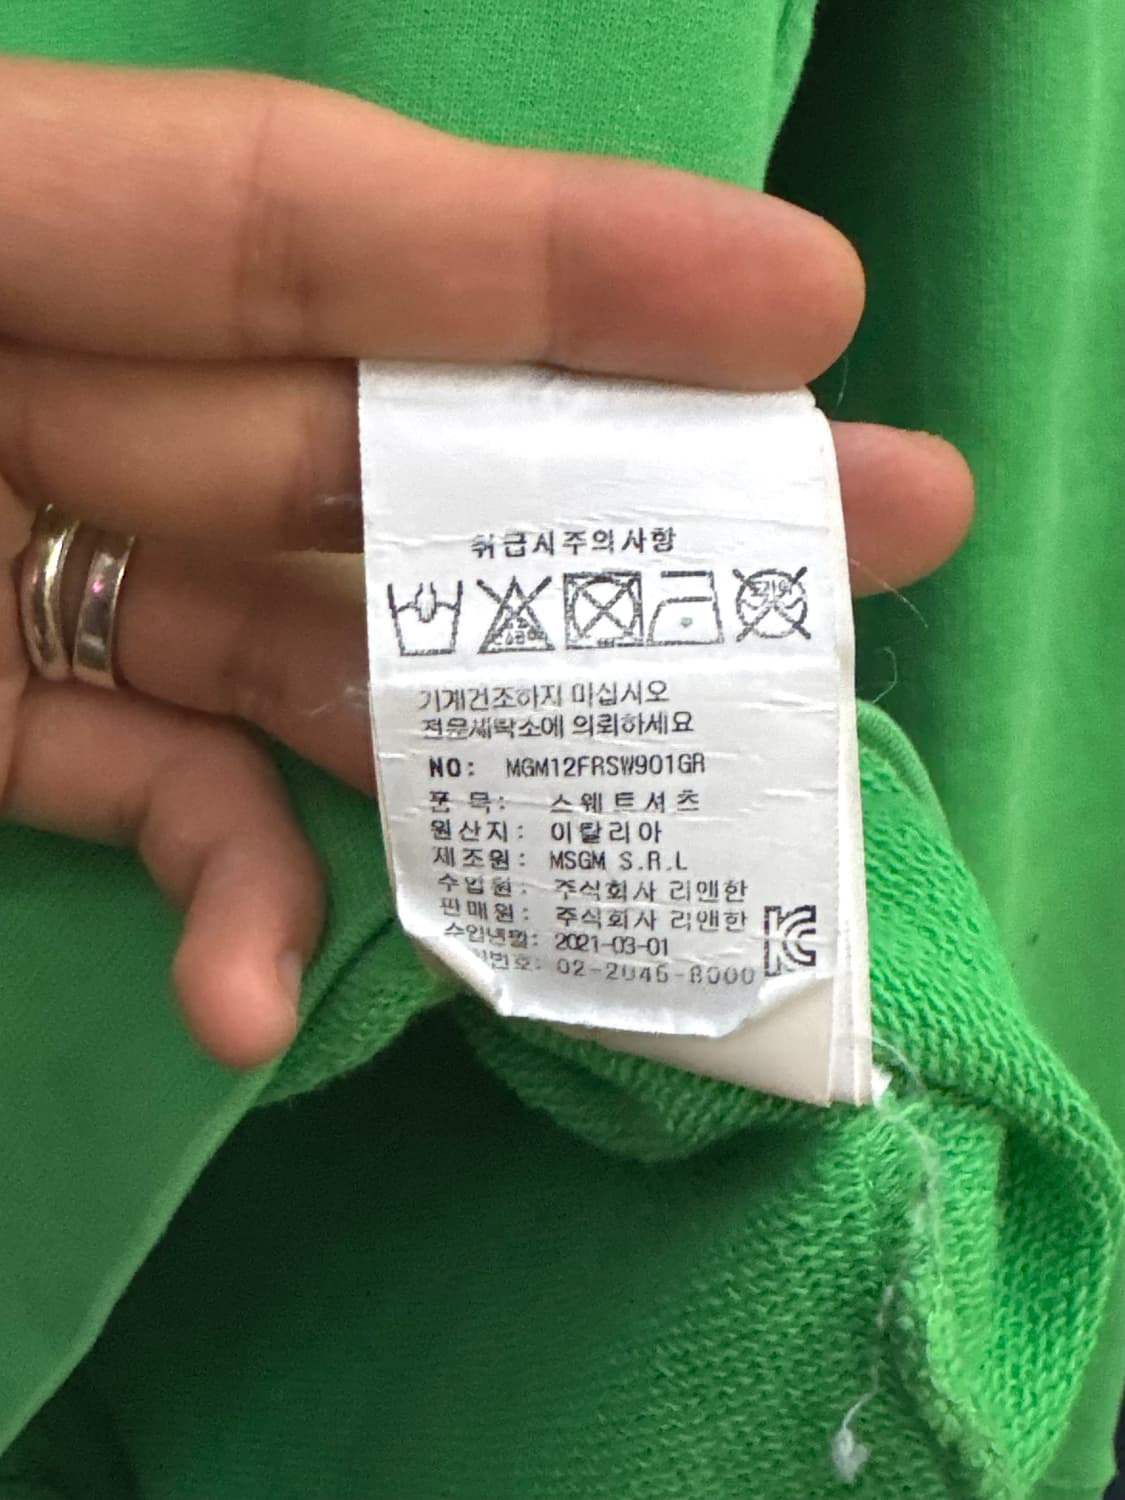 취급시주의사항
기계건조하지 마십시오
전문세탁소에 의뢰하세요
NO: MGM12FRSW901GR
품 목: 스웨트셔츠
원산지: 이탈리아
제조원: MSGM S.R.L
수입원: 주식회사 리앤한
판매원: 주식회사 리앤한
수입년월: 2021-03-01
번호: 02-2046-8000